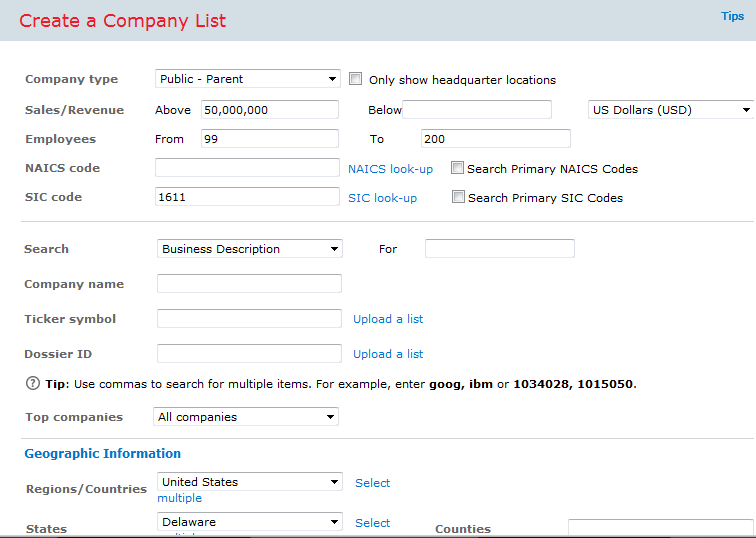 Create a Company List Tips
Company type Public - Parent Only show headquarter locations
Sales/Revenue Above 50,000,000 Below US Dollars (USD)
Employees From 99 To 200
NAICS code NAICS look-up Search Primary NAICS Codes
SIC code 1611 SIC look-up Search Primary SIC Codes
Search Business Description For
Company name
Ticker symbol Upload a list
Dossier ID Upload a list
? Tip: Use commas to search for multiple items. For example, enter goog, ibm or 1034028, 1015050.
Top companies All companies
Geographic Information
Regions/Countries United States Select
multiple
States Delaware Select Counties